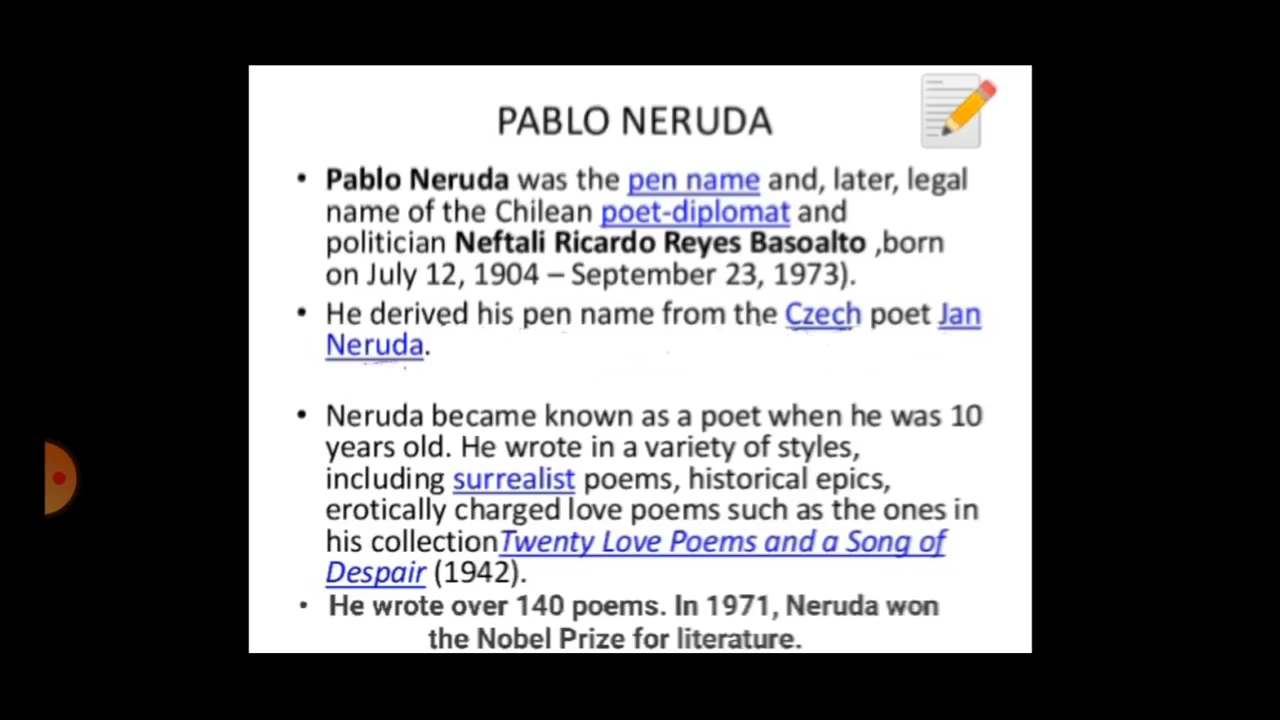 PABLO NERUDA
• Pablo Neruda was the pen name and, later, legal
name of the Chilean poet-diplomat and
politician Neftali Ricardo Reyes Basoalto ,born
on July 12, 1904 – September 23, 1973).
• He derived his pen name from the Czech poet Jan
Neruda.
• Neruda became known as a poet when he was 10
years old. He wrote in a variety of styles,
including surrealist poems, historical epics,
erotically charged love poems such as the ones in
his collectionTwenty Love Poems and a Song of
Despair (1942).
• He wrote over 140 poems. In 1971, Neruda won
the Nobel Prize for literature.